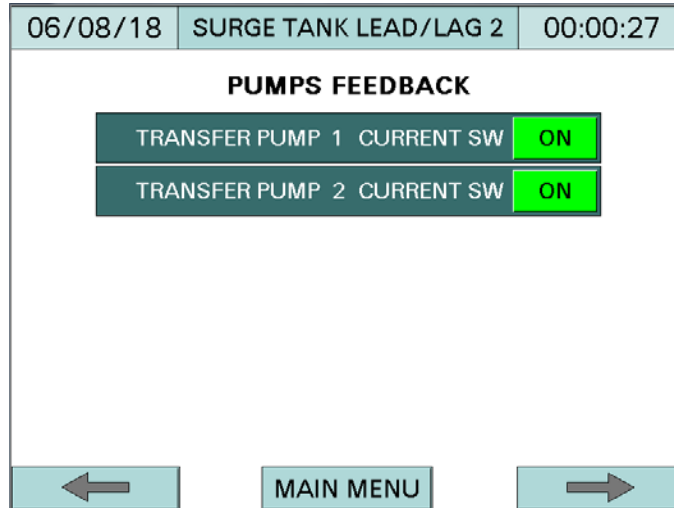 06/08/18 SURGE TANK LEAD/LAG 2 00:00:27
PUMPS FEEDBACK
TRANSFER PUMP 1 CURRENT SW ON
TRANSFER PUMP 2 CURRENT SW ON
MAIN MENU